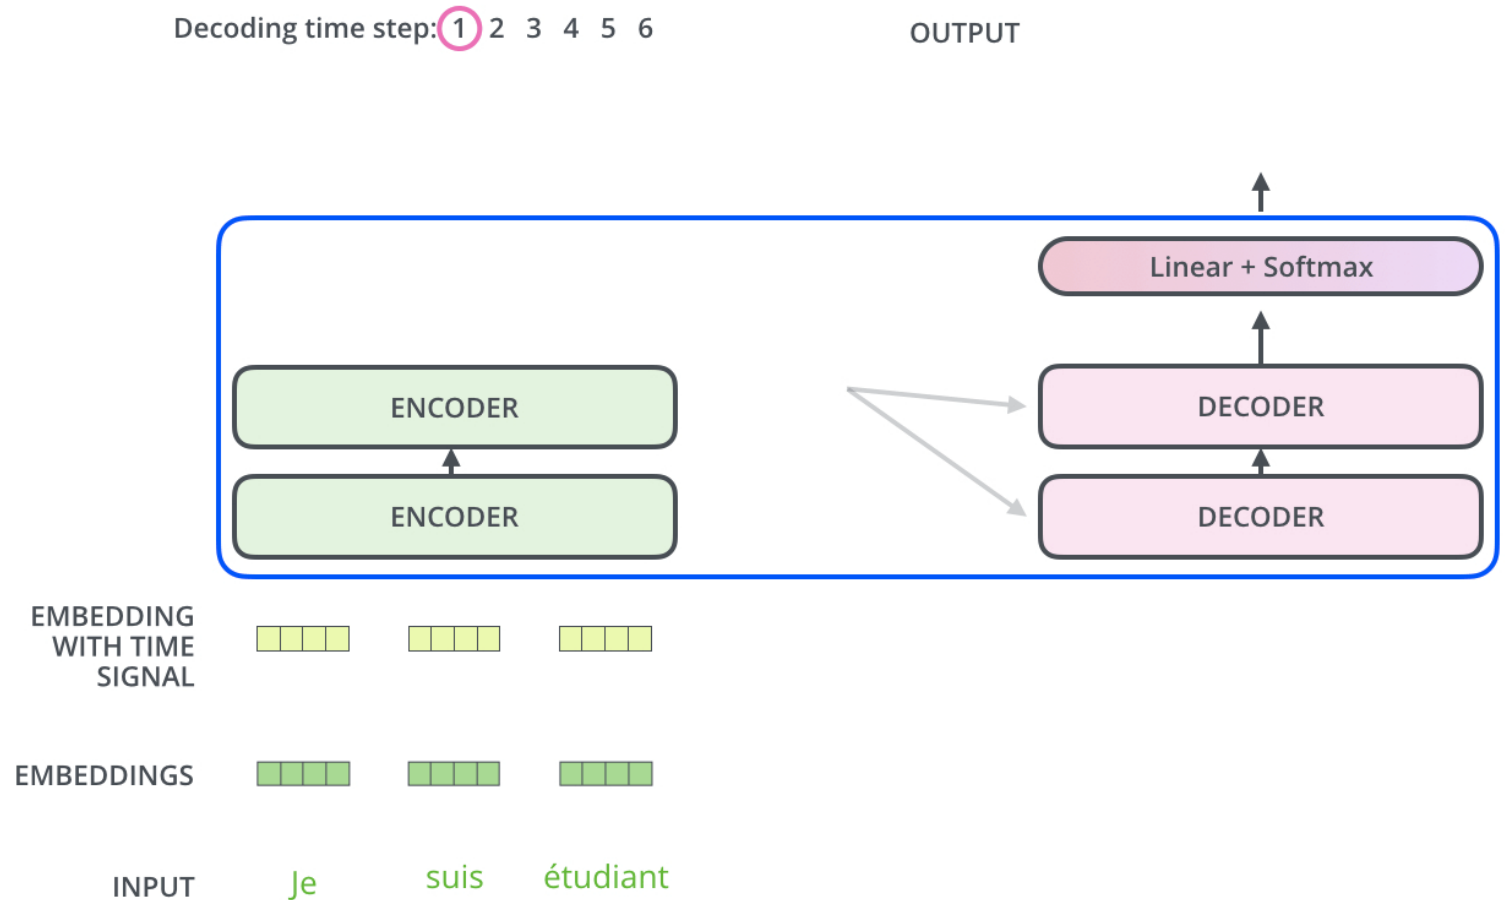 Decoding time step: 1 2 3 4 5 6
OUTPUT
Linear + Softmax
ENCODER
DECODER
ENCODER
DECODER
EMBEDDING
WITH TIME
SIGNAL
EMBEDDINGS
INPUT Je suis étudiant